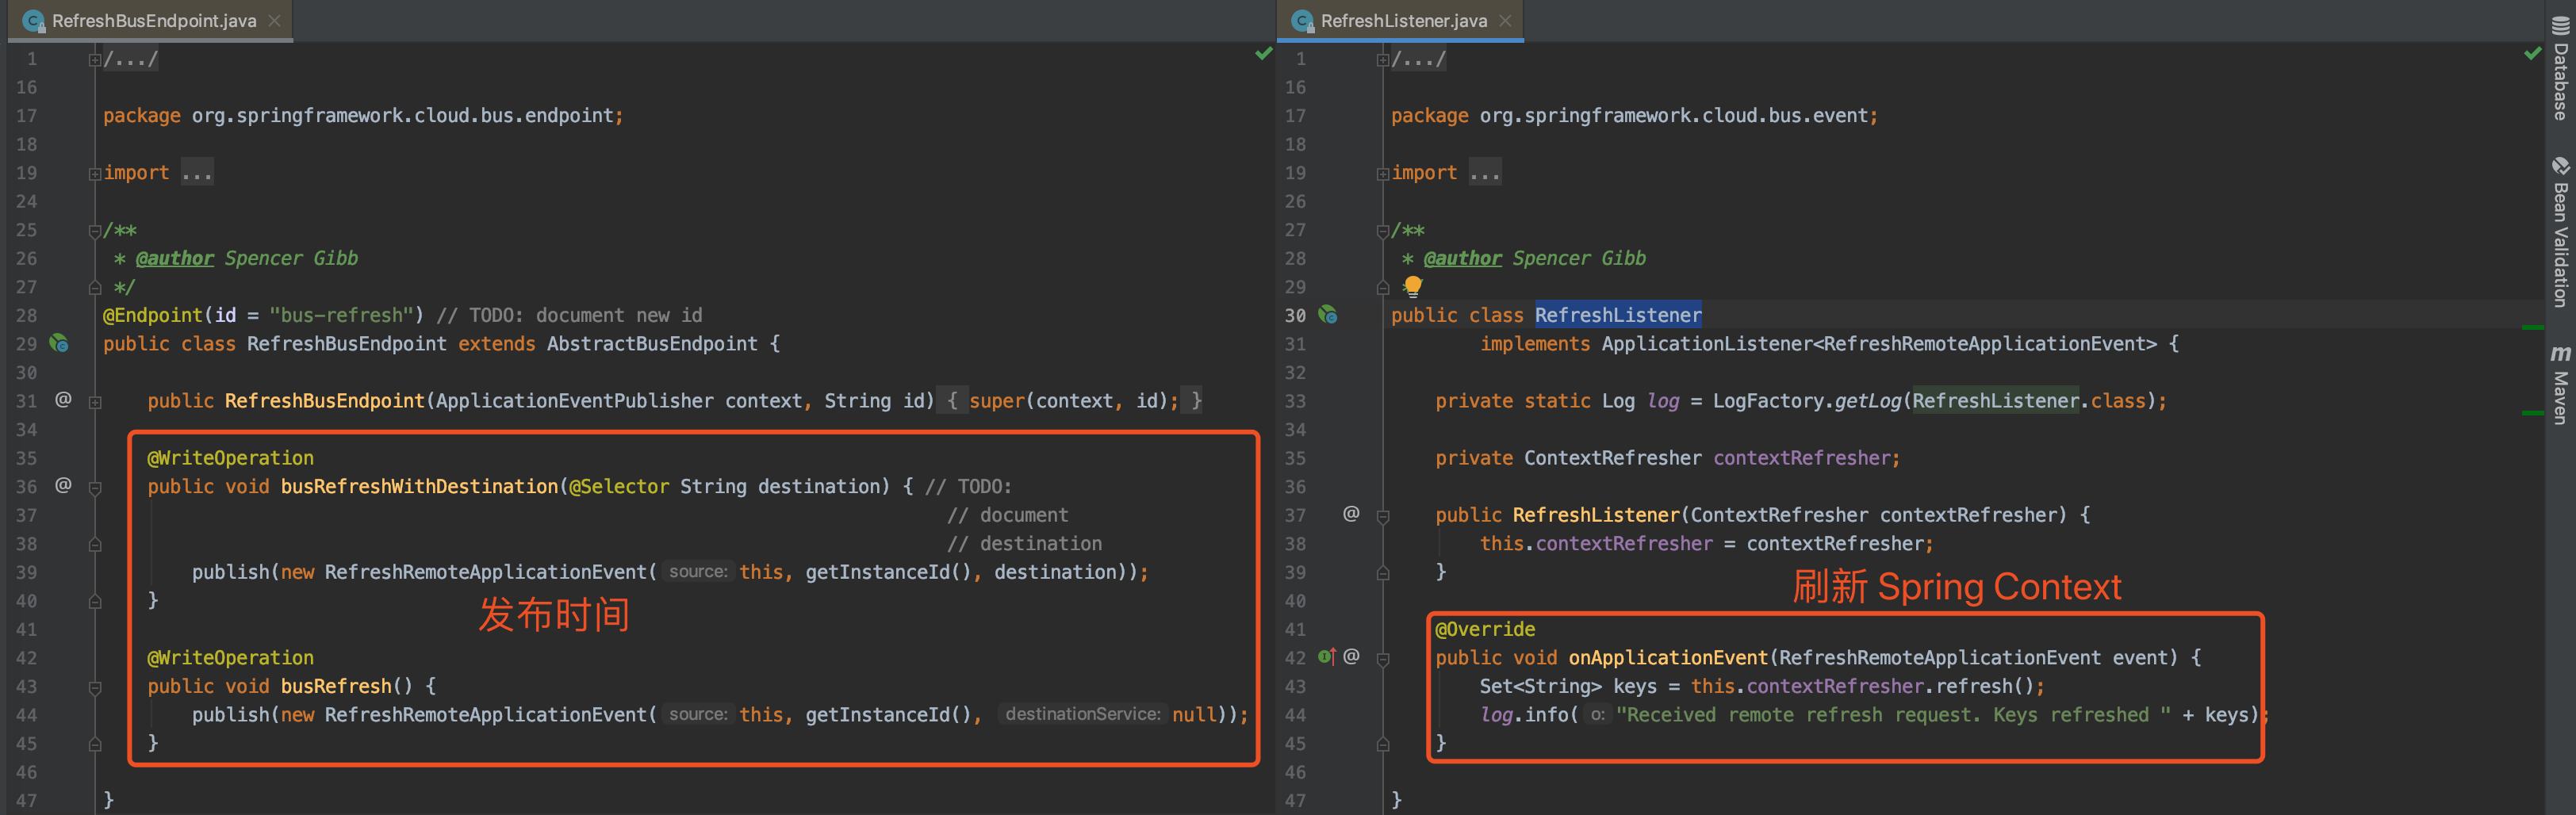 RefreshBusEndpoint.java
1 /.../
16
17 package org.springframework.cloud.bus.endpoint;
18
19 import ...
24
25 /**
26 * @author Spencer Gibb
27 */
28 @Endpoint(id = "bus-refresh") // TODO: document new id
29 public class RefreshBusEndpoint extends AbstractBusEndpoint {
30
31 @ public RefreshBusEndpoint(ApplicationEventPublisher context, String id) { super(context, id); }
34
35 @WriteOperation
36 @ public void busRefreshWithDestination(@Selector String destination) { // TODO:
37 // document
38 // destination
39 publish(new RefreshRemoteApplicationEvent( source: this, getInstanceId(), destination));
40 }
发布时间
41
42 @WriteOperation
43 public void busRefresh() {
44 publish(new RefreshRemoteApplicationEvent( source: this, getInstanceId(), destinationService: null));
45 }
46
47 }
RefreshListener.java
1 /.../
16
17 package org.springframework.cloud.bus.event;
18
19 import ...
26
27 /**
28 * @author Spencer Gibb
29
30 public class RefreshListener
31 implements ApplicationListener<RefreshRemoteApplicationEvent> {
32
33 private static Log log = LogFactory.getLog(RefreshListener.class);
34
35 private ContextRefresher contextRefresher;
36
37 @ public RefreshListener(ContextRefresher contextRefresher) {
38 this.contextRefresher = contextRefresher;
39 }
刷新 Spring Context
40
41 @Override
42 @ public void onApplicationEvent(RefreshRemoteApplicationEvent event) {
43 Set<String> keys = this.contextRefresher.refresh();
44 log.info( o: "Received remote refresh request. Keys refreshed " + keys);
45 }
46
47 }
Database
Bean Validation
m Maven